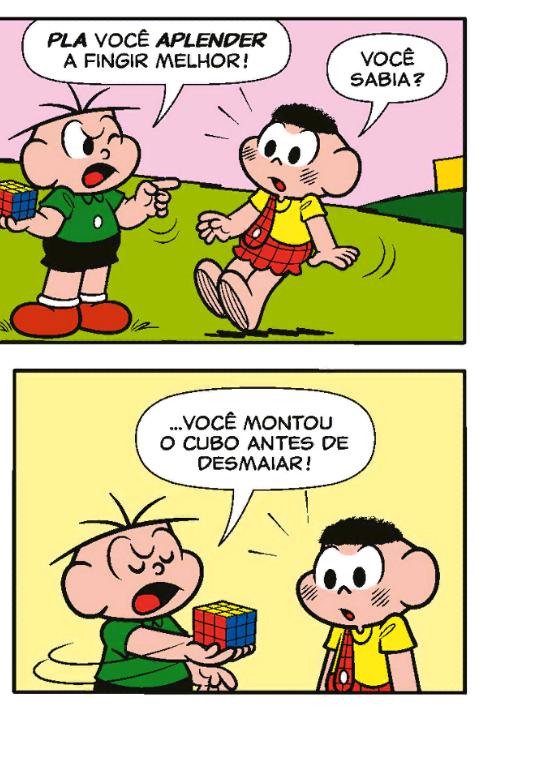 PLA VOCÊ APLENDER
A FINGIR MELHOR!
VOCÊ
SABIA?
...VOCÊ MONTOU
O CUBO ANTES DE
DESMAIAR!